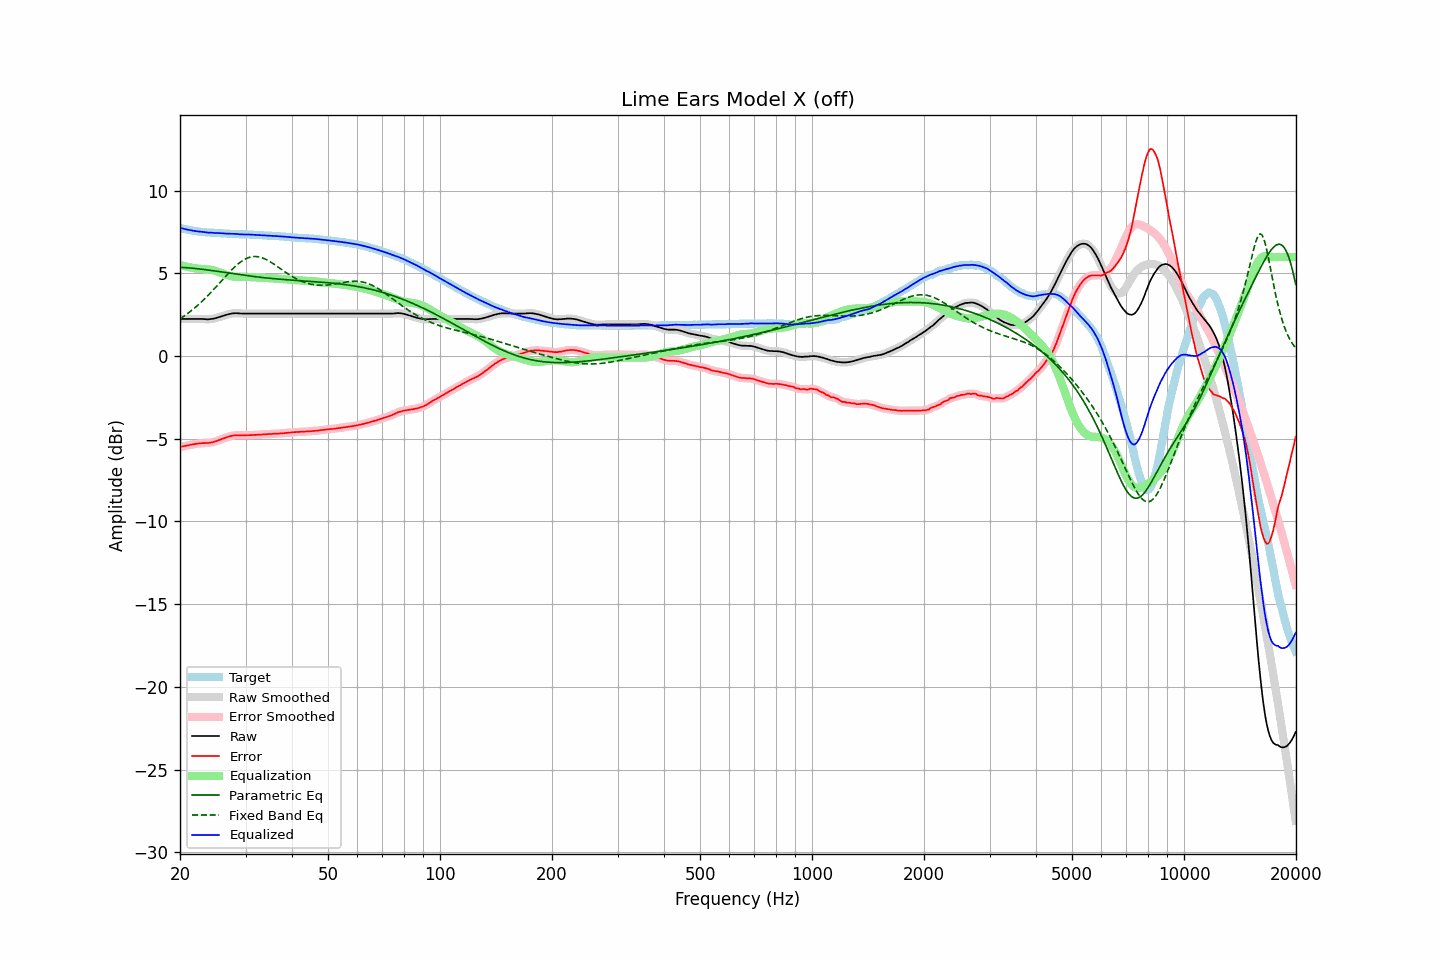 Lime Ears Model X (off)
10
5
0
−5
−10
−15
−20
−25
−30
Amplitude (dBr)
Target
Raw Smoothed
Error Smoothed
Raw
Error
Equalization
Parametric Eq
Fixed Band Eq
Equalized
20 50 100 200 500 1000 2000 5000 10000 20000
Frequency (Hz)